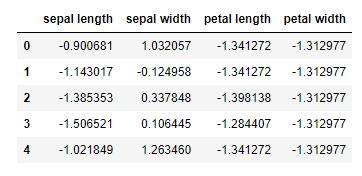 sepal length sepal width petal length petal width
0 -0.900681 1.032057 -1.341272 -1.312977
1 -1.143017 -0.124958 -1.341272 -1.312977
2 -1.385353 0.337848 -1.398138 -1.312977
3 -1.506521 0.106445 -1.284407 -1.312977
4 -1.021849 1.263460 -1.341272 -1.312977